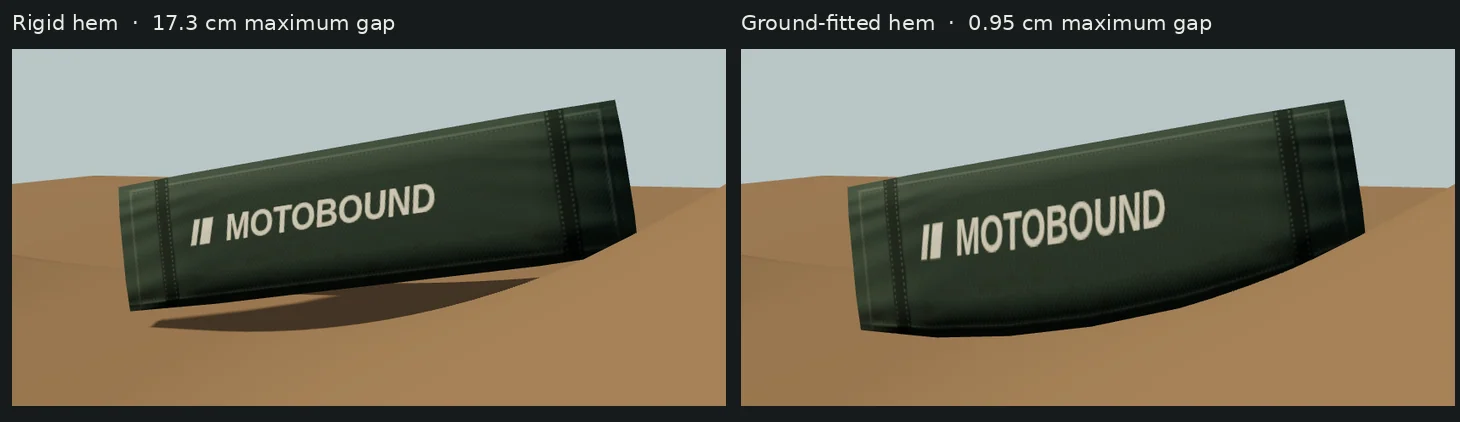 Rigid hem · 17.3 cm maximum gap
Ground-fitted hem · 0.95 cm maximum gap
MOTOBOUND
MOTOBOUND